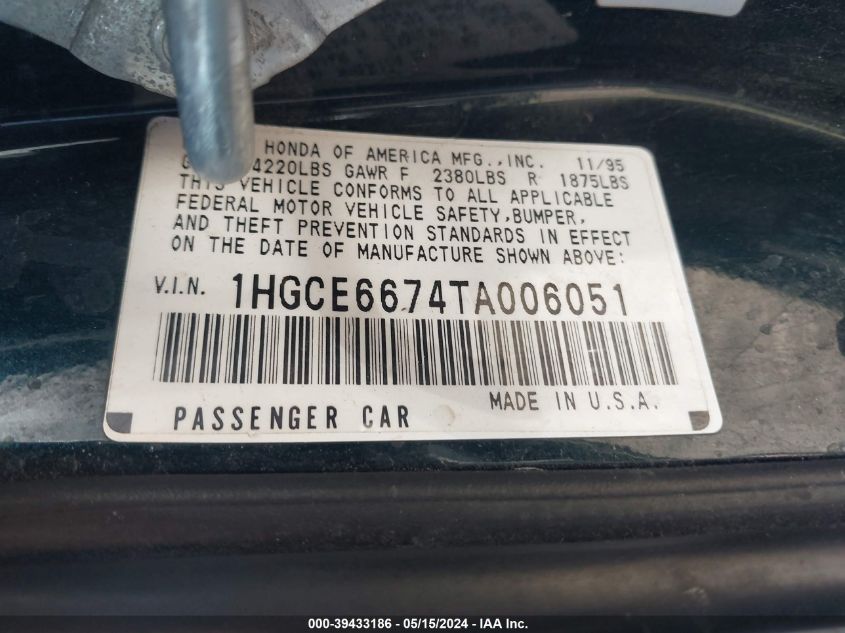 HONDA OF AMERICA MFG.,INC. 11/95
4220LBS GAWR F 2380LBS R 1875LBS
THIS VEHICLE CONFORMS TO ALL APPLICABLE
FEDERAL MOTOR VEHICLE SAFETY,BUMPER,
AND THEFT PREVENTION STANDARDS IN EFFECT
ON THE DATE OF MANUFACTURE SHOWN ABOVE:
V.I.N. 1HGCE6674TA006051
MADE IN U.S.A.
PASSENGER CAR
000-39433186 - 05/15/2024 - IAA Inc.